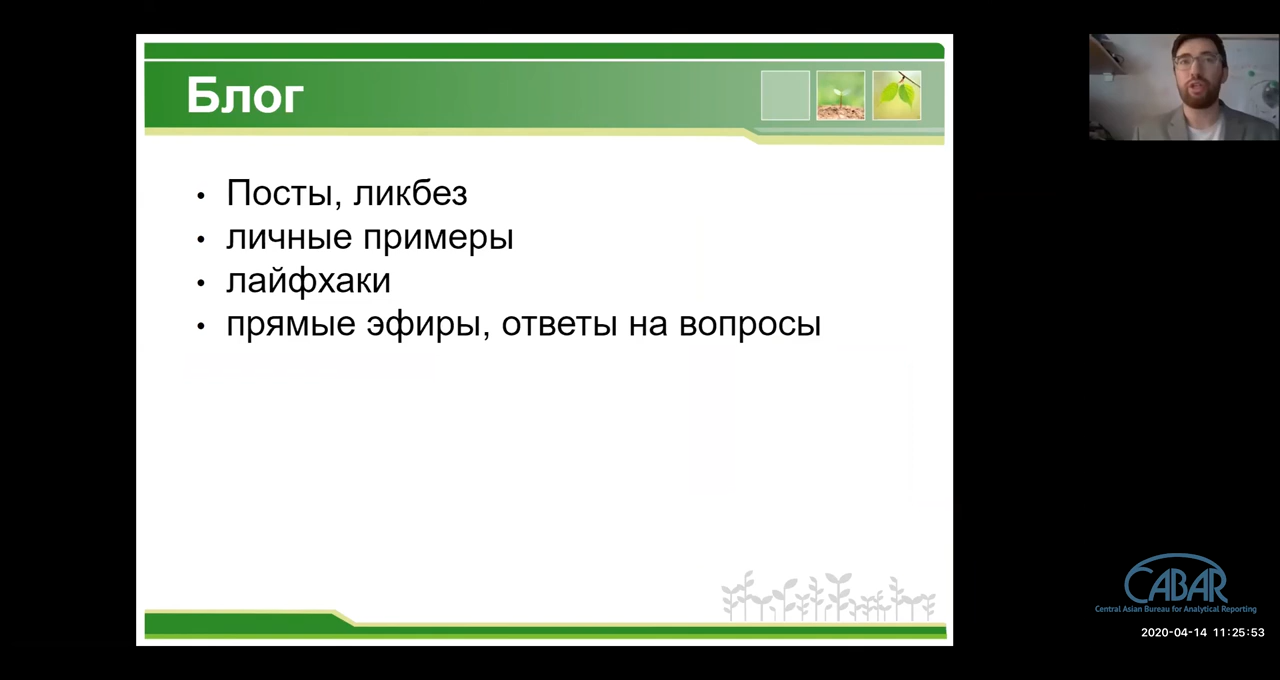 Блог
• Посты, ликбез
• личные примеры
• лайфхаки
• прямые эфиры, ответы на вопросы
CABAR
Central Asian Bureau for Analytical Reporting
2020-04-14 11:25:53